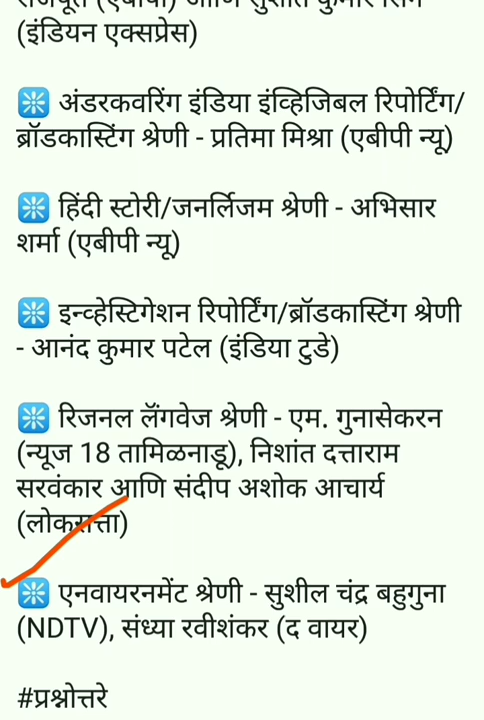 (इंडियन एक्सप्रेस)
अंडरकवरिंग इंडिया इंव्हिजिबल रिपोर्टिंग/
ब्रॉडकास्टिंग श्रेणी - प्रतिमा मिश्रा (एबीपी न्यू)
हिंदी स्टोरी/जनर्लिजम श्रेणी - अभिसार
शर्मा (एबीपी न्यू)
इन्व्हेस्टिगेशन रिपोर्टिंग/ब्रॉडकास्टिंग श्रेणी
- आनंद कुमार पटेल (इंडिया टुडे)
रिजनल लॅंगवेज श्रेणी - एम. गुनासेकरन
(न्यूज 18 तामिळनाडू), निशांत दत्ताराम
सरवंकार आणि संदीप अशोक आचार्य
(लोकसत्ता)
एनवायरनमेंट श्रेणी - सुशील चंद्र बहुगुना
(NDTV), संध्या रवीशंकर (द वायर)
#प्रश्नोत्तरे